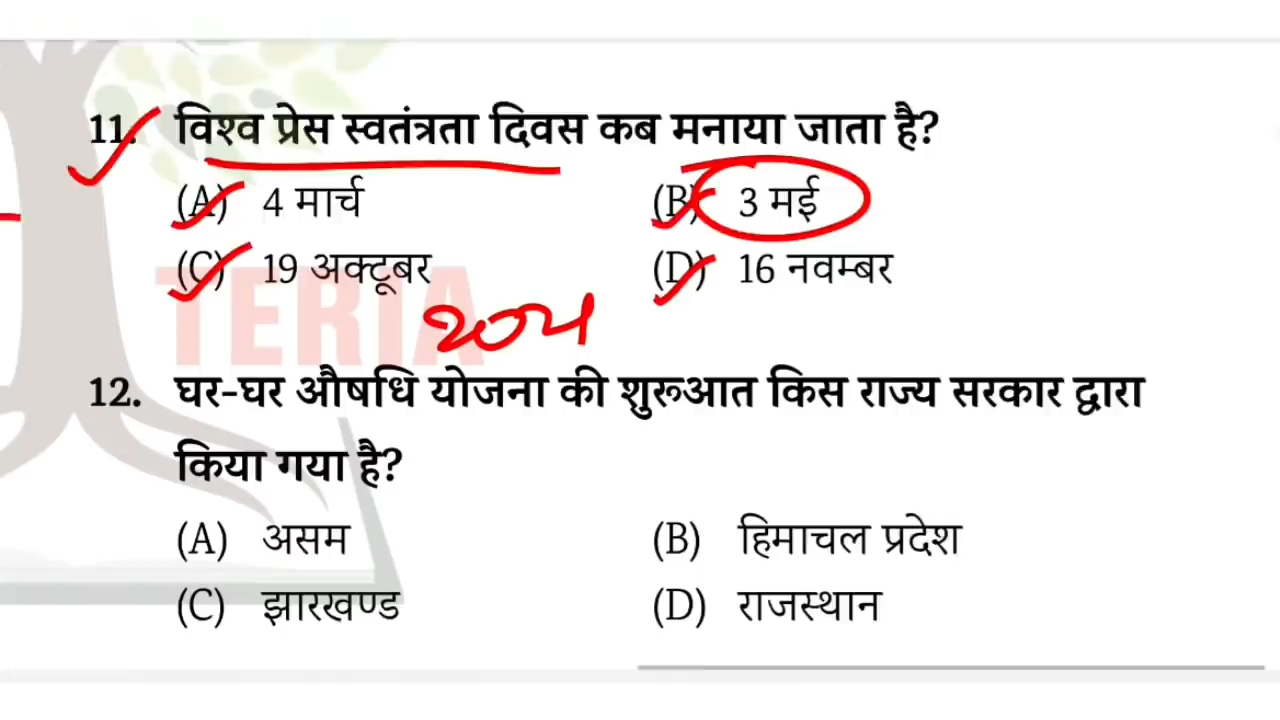 11. विश्व प्रेस स्वतंत्रता दिवस कब मनाया जाता है?
(A) 4 मार्च (B) 3 मई
(C) 19 अक्टूबर (D) 16 नवम्बर
TERIA
12. घर-घर औषधि योजना की शुरूआत किस राज्य सरकार द्वारा
किया गया है?
(A) असम (B) हिमाचल प्रदेश
(C) झारखण्ड (D) राजस्थान